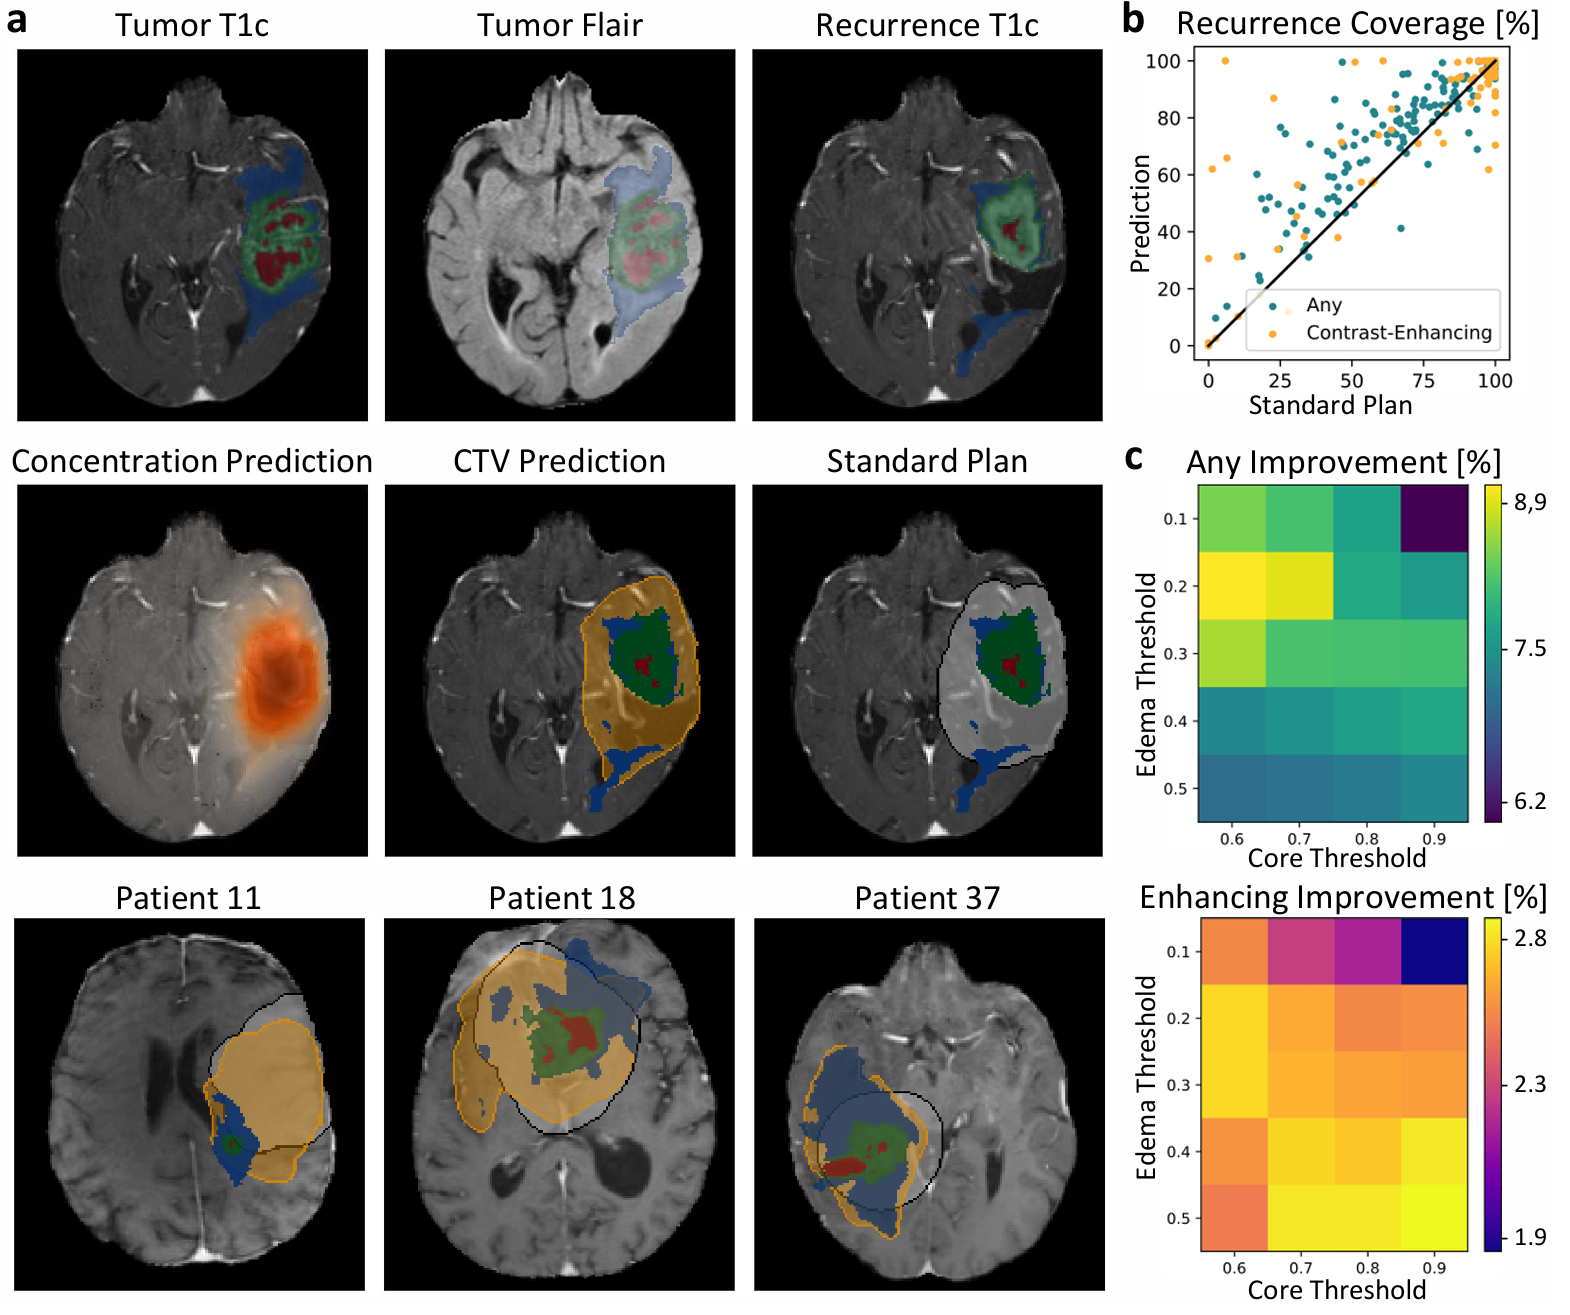 a
Tumor T1c
Tumor Flair
Recurrence T1c
Concentration Prediction
CTV Prediction
Standard Plan
Patient 11
Patient 18
Patient 37
b
Recurrence Coverage [%]
Prediction
100
80
60
40
20
0
Any
Contrast-Enhancing
0 25 50 75 100
Standard Plan
c
Any Improvement [%]
Edema Threshold
0.1
0.2
0.3
0.4
0.5
0.6 0.7 0.8 0.9
Core Threshold
8,9
7.5
6.2
Enhancing Improvement [%]
Edema Threshold
0.1
0.2
0.3
0.4
0.5
0.6 0.7 0.8 0.9
Core Threshold
2.8
2.3
1.9